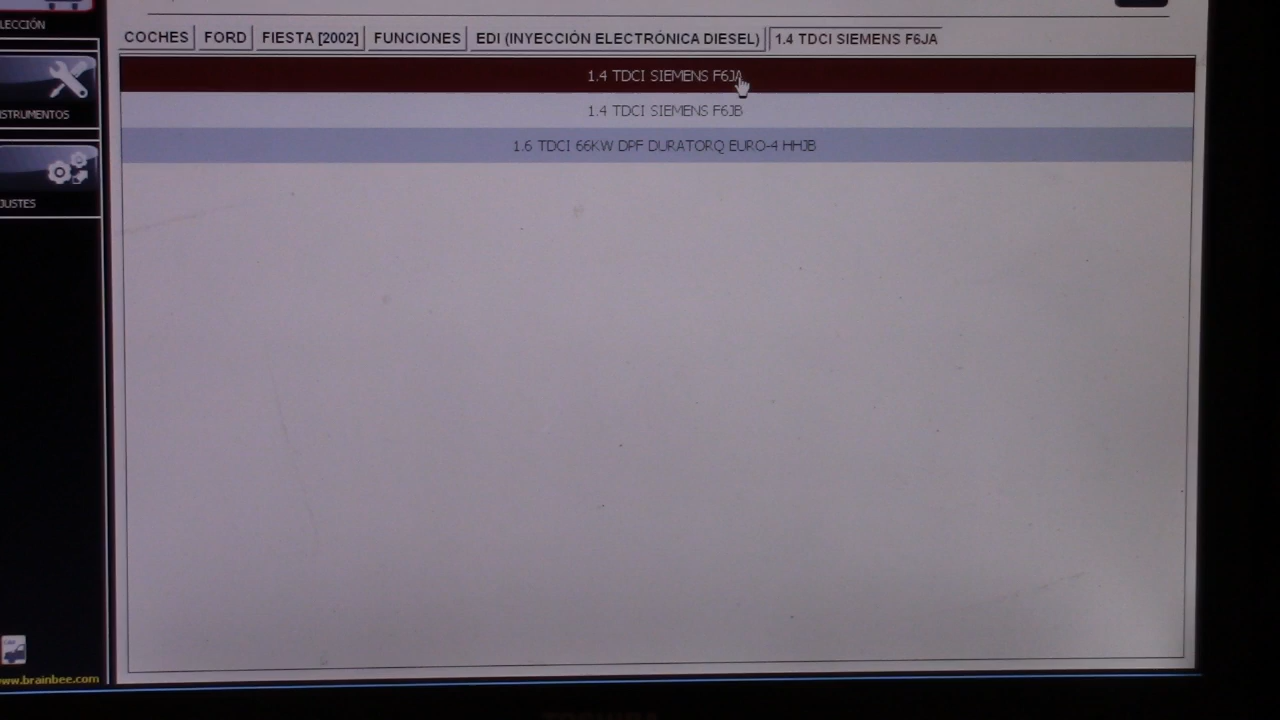 LECCIÓN
COCHES FORD FIESTA [2002] FUNCIONES EDI (INYECCIÓN ELECTRÓNICA DIESEL) 1.4 TDCI SIEMENS F6JA
1.4 TDCI SIEMENS F6JA
1.4 TDCI SIEMENS F6JB
1.6 TDCI 66KW DPF DURATORQ EURO-4 HHJB
NSTRUMENTOS
JUSTES
www.brainbee.com